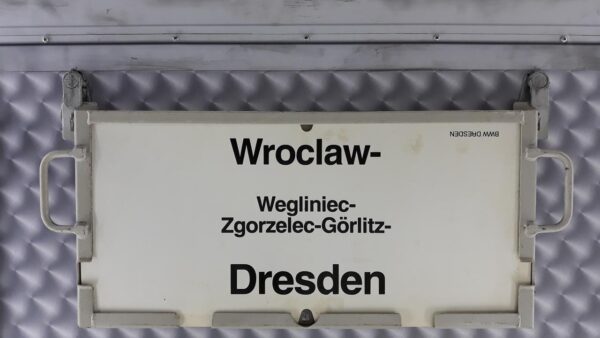 BWW DRESDEN
Wroclaw-
Wegliniec-
Zgorzelec-Görlitz-
Dresden